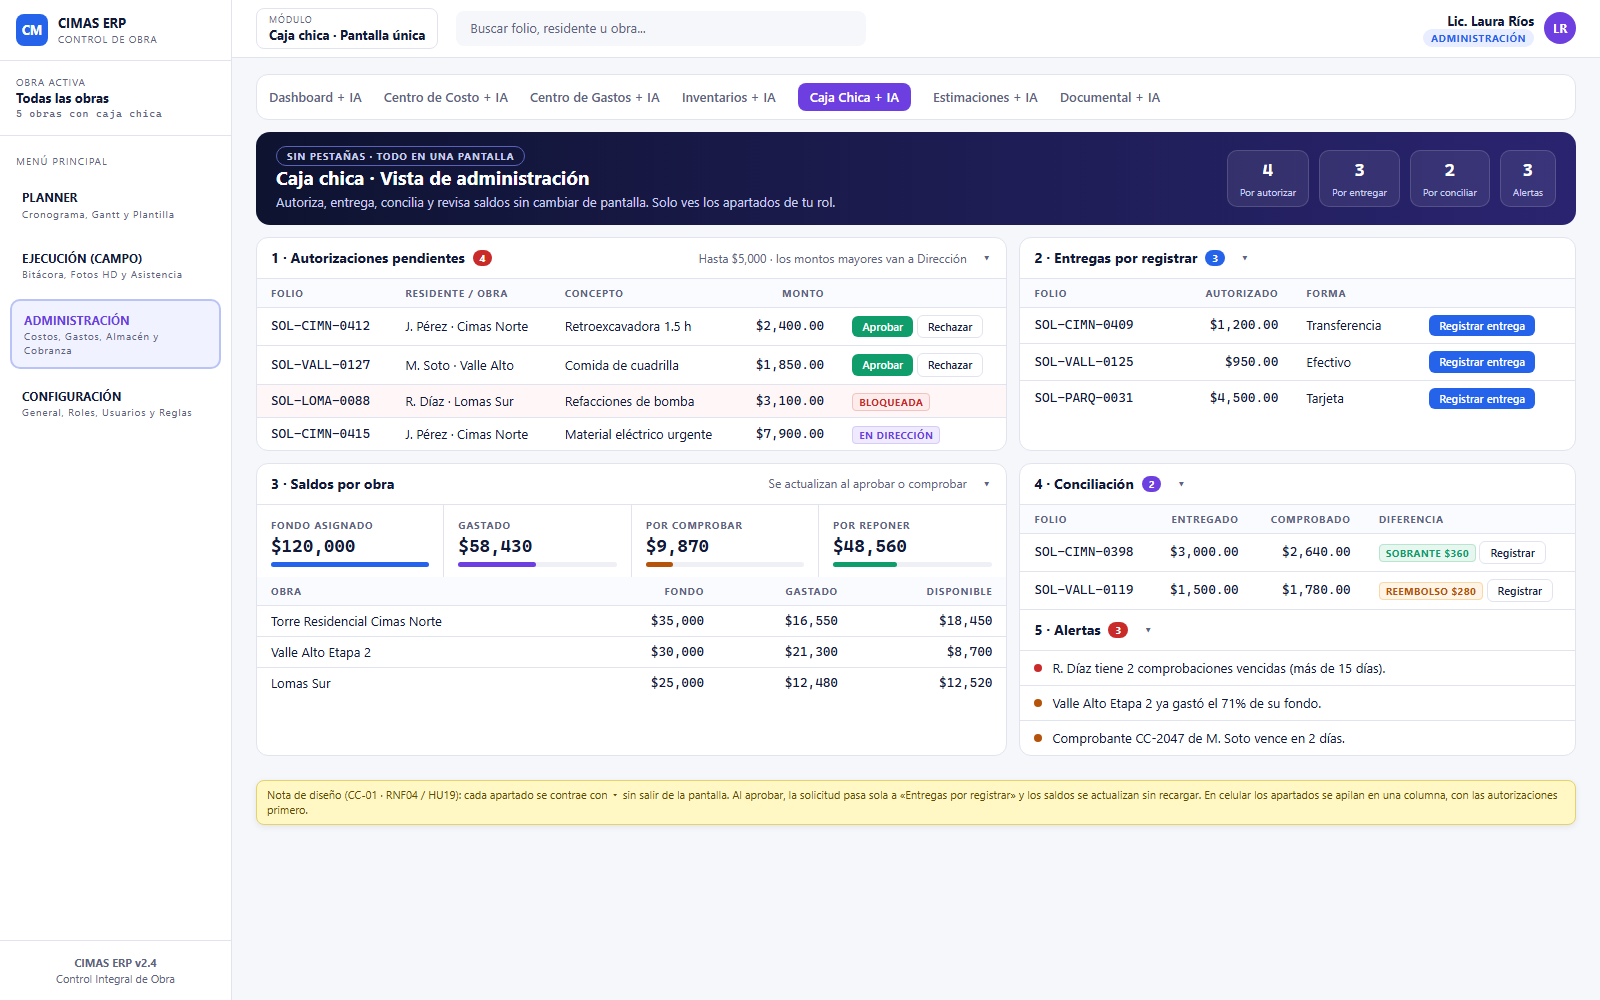 CM
CIMAS ERP
CONTROL DE OBRA
OBRA ACTIVA
Todas las obras
5 obras con caja chica
MENÚ PRINCIPAL
PLANNER
Cronograma, Gantt y Plantilla
EJECUCIÓN (CAMPO)
Bitácora, Fotos HD y Asistencia
ADMINISTRACIÓN
Costos, Gastos, Almacén y
Cobranza
CONFIGURACIÓN
General, Roles, Usuarios y Reglas
CIMAS ERP v2.4
Control Integral de Obra
MÓDULO
Caja chica · Pantalla única
Buscar folio, residente u obra...
Lic. Laura Ríos
ADMINISTRACIÓN
LR
Dashboard + IA Centro de Costo + IA Centro de Gastos + IA Inventarios + IA Caja Chica + IA Estimaciones + IA Documental + IA
SIN PESTAÑAS · TODO EN UNA PANTALLA
Caja chica · Vista de administración
Autoriza, entrega, concilia y revisa saldos sin cambiar de pantalla. Solo ves los apartados de tu rol.
4 Por autorizar
3 Por entregar
2 Por conciliar
3 Alertas
1 · Autorizaciones pendientes 4 Hasta $5,000 · los montos mayores van a Dirección ▾
FOLIO RESIDENTE / OBRA CONCEPTO MONTO
SOL-CIMN-0412 J. Pérez · Cimas Norte Retroexcavadora 1.5 h $2,400.00 Aprobar Rechazar
SOL-VALL-0127 M. Soto · Valle Alto Comida de cuadrilla $1,850.00 Aprobar Rechazar
SOL-LOMA-0088 R. Díaz · Lomas Sur Refacciones de bomba $3,100.00 BLOQUEADA
SOL-CIMN-0415 J. Pérez · Cimas Norte Material eléctrico urgente $7,900.00 EN DIRECCIÓN
2 · Entregas por registrar 3 ▾
FOLIO AUTORIZADO FORMA
SOL-CIMN-0409 $1,200.00 Transferencia Registrar entrega
SOL-VALL-0125 $950.00 Efectivo Registrar entrega
SOL-PARQ-0031 $4,500.00 Tarjeta Registrar entrega
3 · Saldos por obra Se actualizan al aprobar o comprobar ▾
FONDO ASIGNADO GASTADO POR COMPROBAR POR REPONER
$120,000 $58,430 $9,870 $48,560
OBRA FONDO GASTADO DISPONIBLE
Torre Residencial Cimas Norte $35,000 $16,550 $18,450
Valle Alto Etapa 2 $30,000 $21,300 $8,700
Lomas Sur $25,000 $12,480 $12,520
4 · Conciliación 2 ▾
FOLIO ENTREGADO COMPROBADO DIFERENCIA
SOL-CIMN-0398 $3,000.00 $2,640.00 SOBRANTE $360 Registrar
SOL-VALL-0119 $1,500.00 $1,780.00 REEMBOLSO $280 Registrar
5 · Alertas 3 ▾
R. Díaz tiene 2 comprobaciones vencidas (más de 15 días).
Valle Alto Etapa 2 ya gastó el 71% de su fondo.
Comprobante CC-2047 de M. Soto vence en 2 días.
Nota de diseño (CC-01 · RNF04 / HU19): cada apartado se contrae con ▾ sin salir de la pantalla. Al aprobar, la solicitud pasa sola a «Entregas por registrar» y los saldos se actualizan sin recargar. En celular los apartados se apilan en una columna, con las autorizaciones
primero.